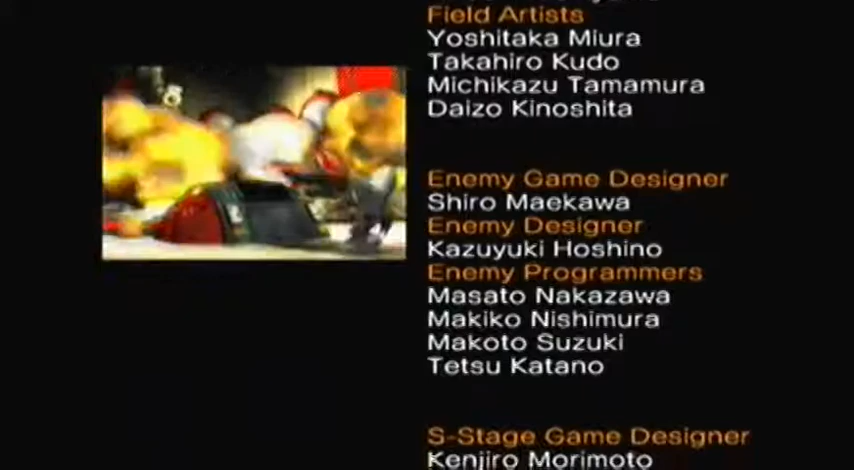 Field Artists
Yoshitaka Miura
Takahiro Kudo
Michikazu Tamamura
Daizo Kinoshita
Enemy Game Designer
Shiro Maekawa
Enemy Designer
Kazuyuki Hoshino
Enemy Programmers
Masato Nakazawa
Makiko Nishimura
Makoto Suzuki
Tetsu Katano
S-Stage Game Designer
Kenjiro Morimoto